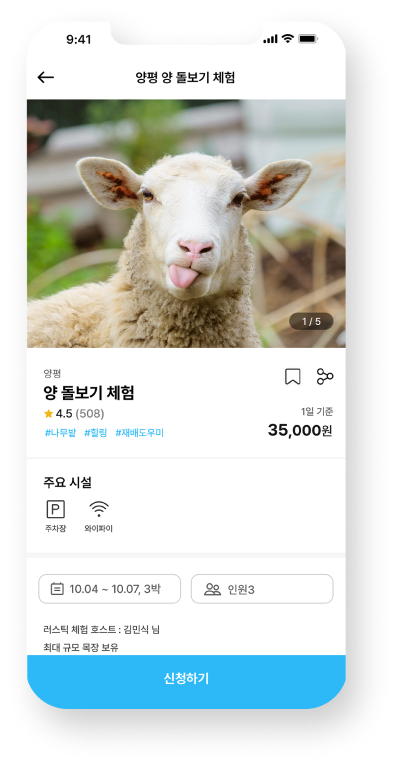 9:41
양평 양 돌보기 체험
1 / 5
양평
양 돌보기 체험
4.5 (508)
#나무밭 #힐링 #재배도우미
1일 기준
35,000원
주요 시설
P
주차장 와이파이
10.04 ~ 10.07, 3박
인원3
러스틱 체험 호스트 : 김민식 님
최대 규모 목장 보유
신청하기